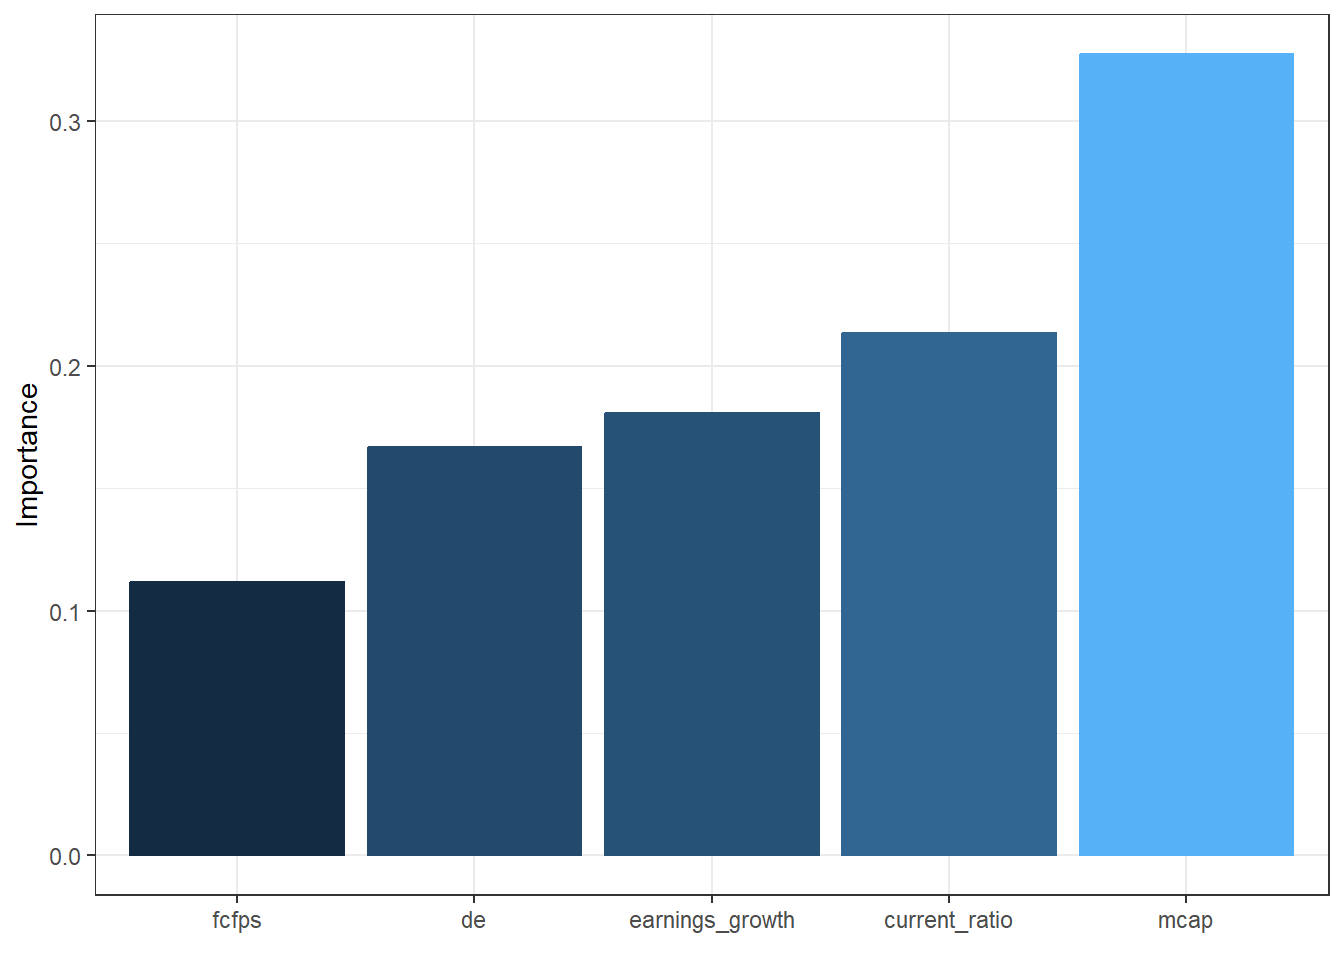 Importance
0.3
0.2
0.1
0.0
fcfps
de
earnings_growth
current_ratio
mcap